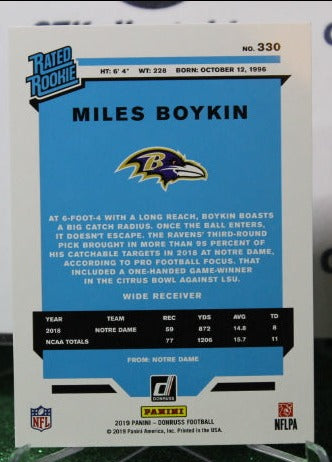 RATED
ROOKIE
NO. 330
HT: 6' 4" WT: 228 BORN: OCTOBER 12, 1996
MILES BOYKIN
B
AT 6-FOOT-4 WITH A LONG REACH, BOYKIN BOASTS
A BIG CATCH RADIUS. ONCE THE BALL ENTERS,
IT DOESN'T ESCAPE. THE RAVENS' THIRD-ROUND
PICK BROUGHT IN MORE THAN 95 PERCENT OF
HIS CATCHABLE TARGETS IN 2018 AT NOTRE DAME,
ACCORDING TO PRO FOOTBALL FOCUS. THAT
INCLUDED A ONE-HANDED GAME-WINNER
IN THE CITRUS BOWL AGAINST LSU.
WIDE RECEIVER
YEAR TEAM REC YDS AVG TD
2018 NOTRE DAME 59 872 14.8 8
NCAA TOTALS 77 1206 15.7 11
FROM: NOTRE DAME
NFL
D
DONRUSS
PANINI
NFLPA
2019 PANINI - DONRUSS FOOTBALL
© 2019 Panini America, Inc. Printed in the USA.